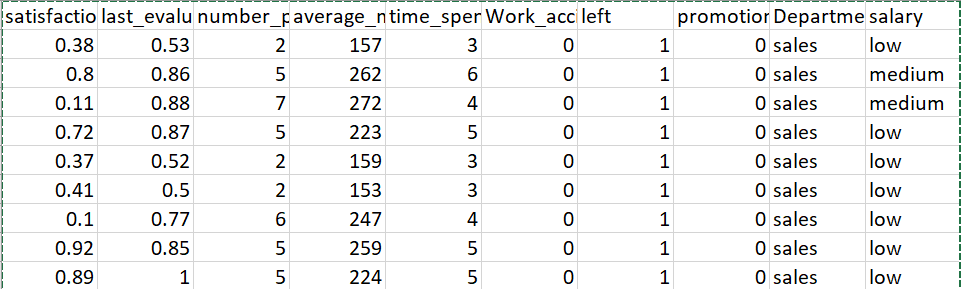 satisfactio last_evalu number_p average_m time_spen Work_acci left promotion Departme salary
0.38 0.53 2 157 3 0 1 0 sales low
0.8 0.86 5 262 6 0 1 0 sales medium
0.11 0.88 7 272 4 0 1 0 sales medium
0.72 0.87 5 223 5 0 1 0 sales low
0.37 0.52 2 159 3 0 1 0 sales low
0.41 0.5 2 153 3 0 1 0 sales low
0.1 0.77 6 247 4 0 1 0 sales low
0.92 0.85 5 259 5 0 1 0 sales low
0.89 1 5 224 5 0 1 0 sales low